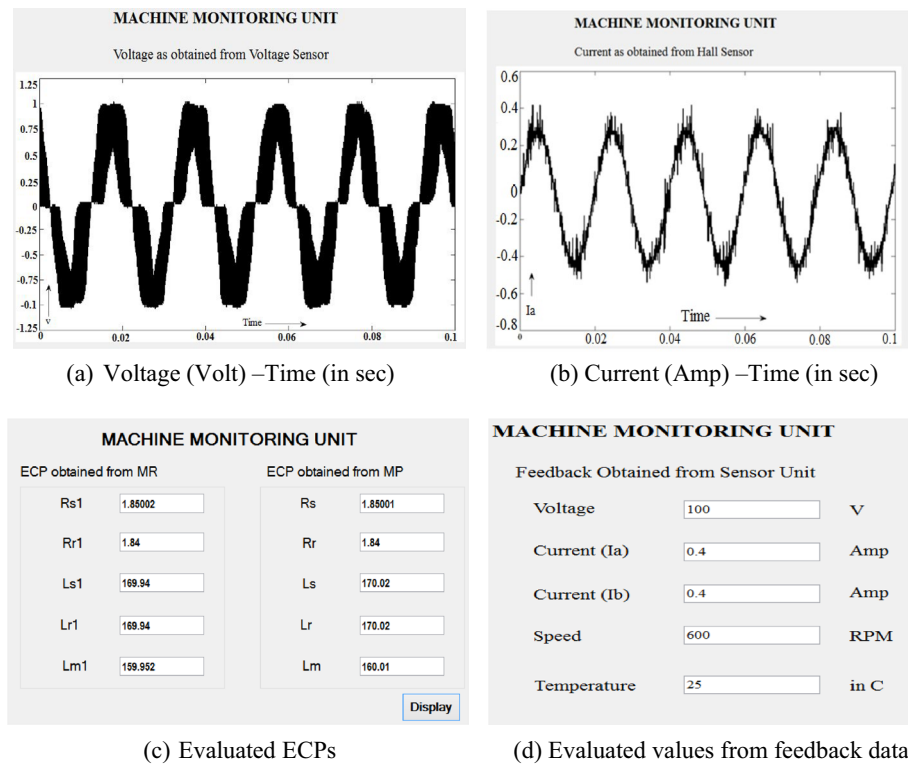 MACHINE MONITORING UNIT
Voltage as obtained from Voltage Sensor
1.25
1
0.75
0.5
0.25
0
-0.25
-0.5
-0.75
-0.1
-1.25
v
Time
0 0.02 0.04 0.06 0.08 0.1
(a) Voltage (Volt) –Time (in sec)
MACHINE MONITORING UNIT
Current as obtained from Hall Sensor
0.6
0.4
0.2
0
-0.2
-0.4
-0.6
-0.8
Ia
Time
0 0.02 0.04 0.06 0.08 0.1
(b) Current (Amp) –Time (in sec)
MACHINE MONITORING UNIT
ECP obtained from MR ECP obtained from MP
Rs1 1.85002 Rs 1.85001
Rr1 1.84 Rr 1.84
Ls1 169.94 Ls 170.02
Lr1 169.94 Lr 170.02
Lm1 159.952 Lm 160.01
Display
(c) Evaluated ECPs
MACHINE MONITORING UNIT
Feedback Obtained from Sensor Unit
Voltage 100 V
Current (Ia) 0.4 Amp
Current (Ib) 0.4 Amp
Speed 600 RPM
Temperature 25 in C
(d) Evaluated values from feedback data